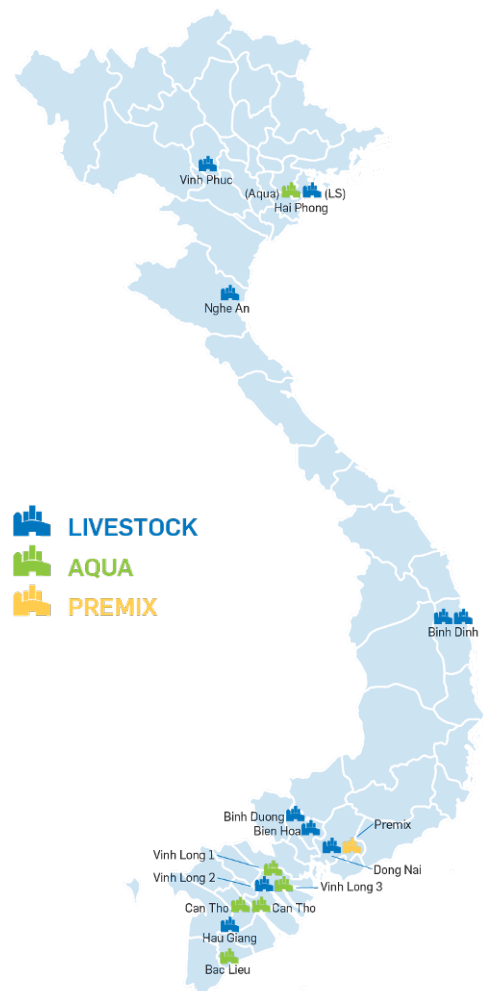 Vinh Phuc
(Aqua)
(LS)
Hai Phong
Nghe An
LIVESTOCK
AQUA
PREMIX
Binh Dinh
Binh Duong
Bien Hoa
Premix
Dong Nai
Vinh Long 1
Vinh Long 2
Vinh Long 3
Can Tho
Can Tho
Hau Giang
Bac Lieu